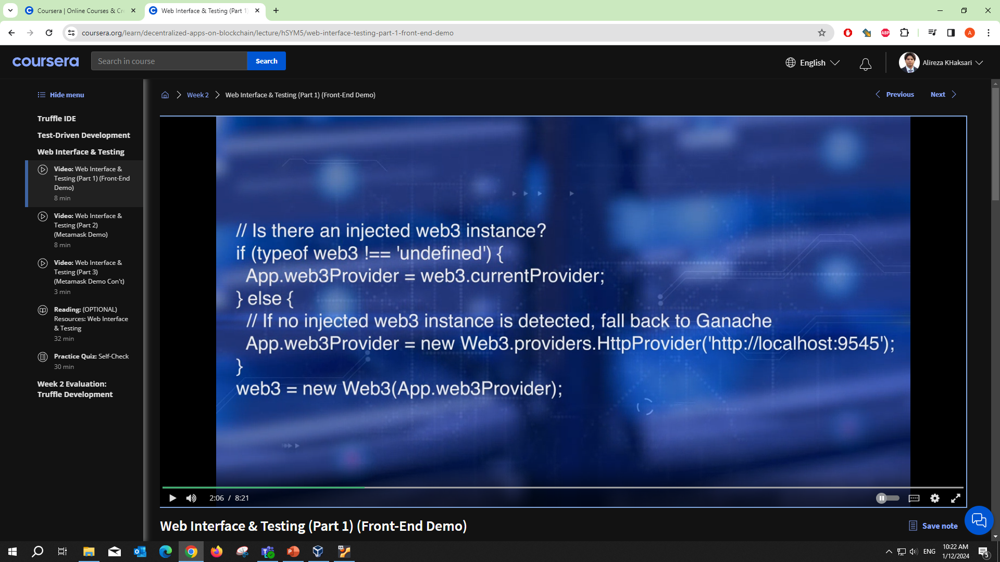 Coursera | Online Courses & Cr
Web Interface & Testing (Part 1)
coursera.org/learn/decentralized-apps-on-blockchain/lecture/hSYM5/web-interface-testing-part-1-front-end-demo
ABP
A
coursera
Search in course
Search
English
Alireza KHaksari
Hide menu
Week 2
Web Interface & Testing (Part 1) (Front-End Demo)
Previous
Next
Truffle IDE
Test-Driven Development
Web Interface & Testing
Video: Web Interface &
Testing (Part 1) (Front-End
Demo)
8 min
Video: Web Interface &
Testing (Part 2)
(Metamask Demo)
8 min
Video: Web Interface &
Testing (Part 3)
(Metamask Demo Con't)
3 min
Reading: (OPTIONAL)
Resources: Web Interface
& Testing
32 min
Practice Quiz: Self-Check
30 min
Week 2 Evaluation:
Truffle Development
// Is there an injected web3 instance?
if (typeof web3 !== 'undefined') {
App.web3Provider = web3.currentProvider;
} else {
// If no injected web3 instance is detected, fall back to Ganache
App.web3Provider = new Web3.providers.HttpProvider('http://localhost:9545');
}
web3 = new Web3(App.web3Provider);
2:06 / 8:21
Web Interface & Testing (Part 1) (Front-End Demo)
Save note
ENG
10:22 AM
1/12/2024
5